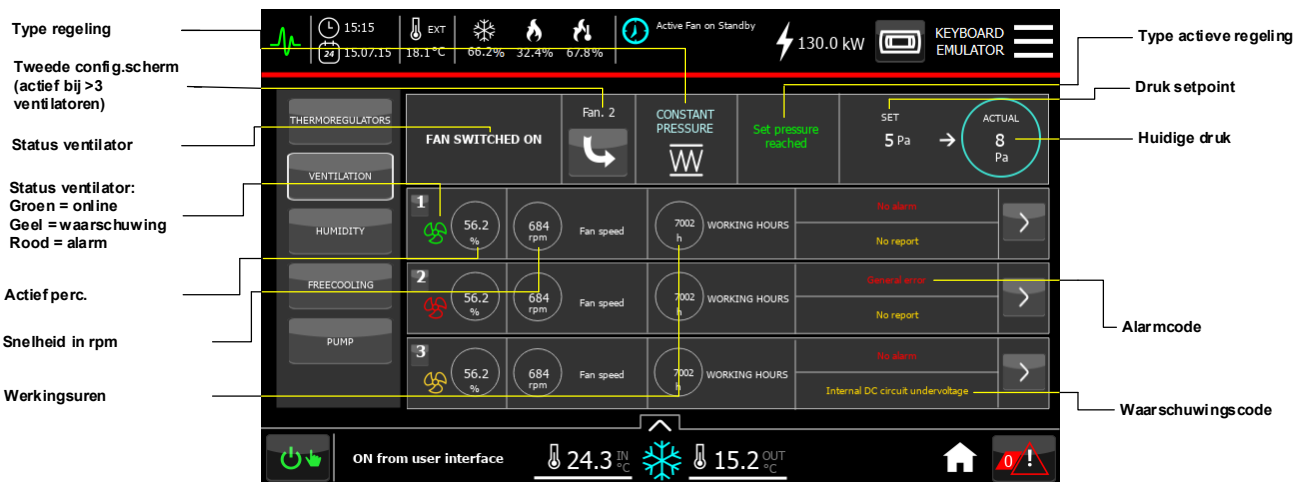 Type regeling
Tweede config.scherm
(actief bij >3
ventilatoren)
Status ventilator
Status ventilator:
Groen = online
Geel = waarschuwing
Rood = alarm
Actief perc.
Snelheid in rpm
Werkingsuren
15:15
24 15.07.15
EXT
18.1°C
66.2%
32.4%
67.8%
Active Fan on Standby
130.0 kW
KEYBOARD
EMULATOR
THERMOREGULATORS
VENTILATION
HUMIDITY
FREECOOLING
PUMP
FAN SWITCHED ON
Fan. 2
CONSTANT
PRESSURE
Set pressure
reached
SET
5 Pa
ACTUAL
8
Pa
1
56.2
%
684
rpm
Fan speed
7002
h
WORKING HOURS
No alarm
No report
2
56.2
%
684
rpm
Fan speed
7002
h
WORKING HOURS
General error
No report
3
56.2
%
684
rpm
Fan speed
7002
h
WORKING HOURS
No alarm
Internal DC circuit undervoltage
ON from user interface
24.3 IN °C
15.2 OUT °C
0 !
Type actieve regeling
Druk setpoint
Huidige druk
Alarmcode
Waarschuwingscode